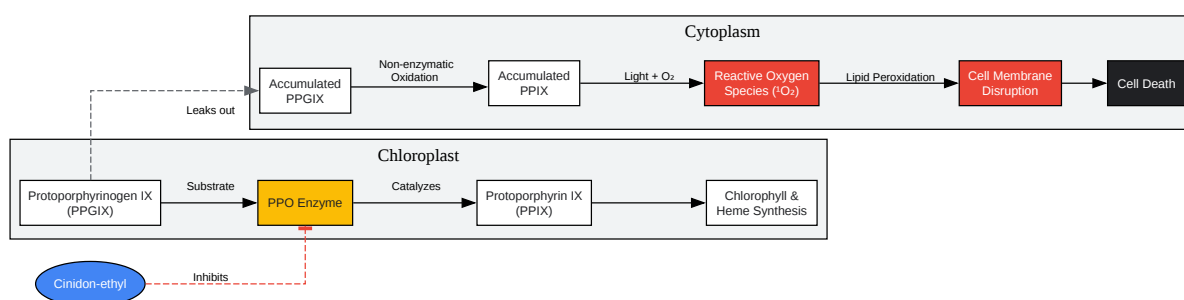 Cytoplasm
Accumulated
PPGIX
Non-enzymatic
Oxidation
Accumulated
PPIX
Light + O₂
Reactive Oxygen
Species (¹O₂)
Lipid Peroxidation
Cell Membrane
Disruption
Cell Death
Leaks out
Chloroplast
Protoporphyrinogen IX
(PPGIX)
Substrate
PPO Enzyme
Catalyzes
Protoporphyrin IX
(PPIX)
Chlorophyll &
Heme Synthesis
Cinidon-ethyl
Inhibits